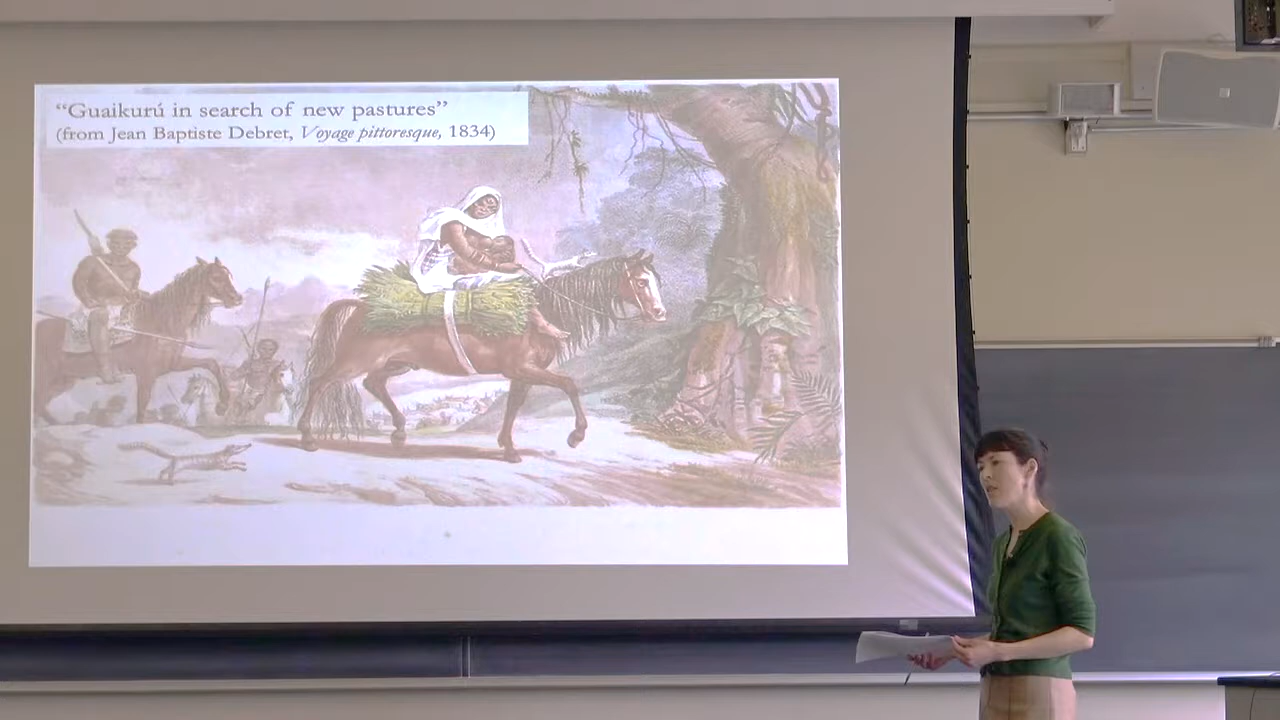 “Guaikurú in search of new pastures”
(from Jean Baptiste Debret, Voyage pittoresque, 1834)